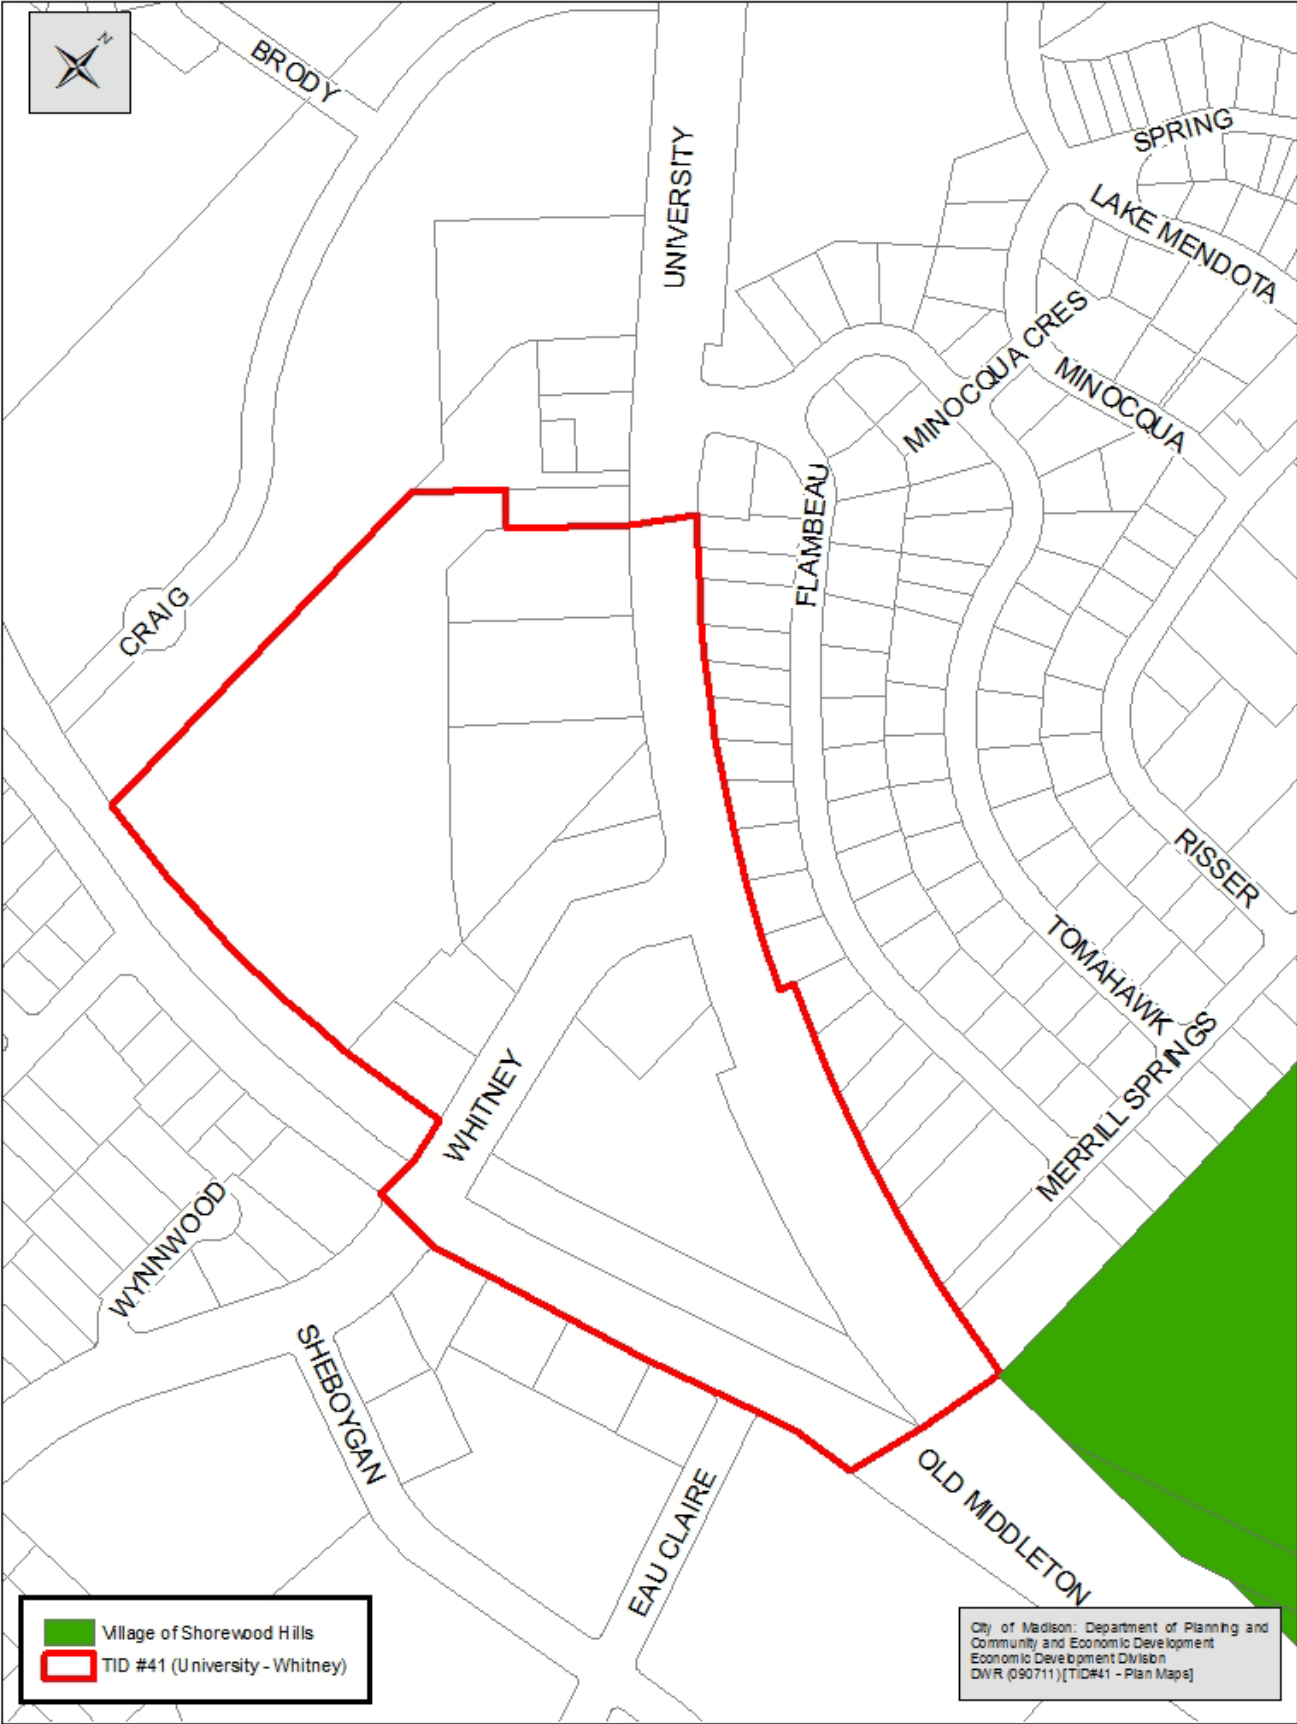 N
BRODY
UNIVERSITY
SPRING
LAKE MENDOTA
MINOCQUA CRES
MINOCQUA
FLAMBEAU
CRAIG
RISSER
TOMAHAWK
MERRILL SPRINGS
WHITNEY
WYNNWOOD
SHEBOYGAN
EAU CLAIRE
OLD MIDDLETON
Village of Shorewood Hills
TID #41 (University - Whitney)
City of Madison: Department of Planning and
Community and Economic Development
Economic Development Division
DWR (090711) [TID#41 - Plan Maps]